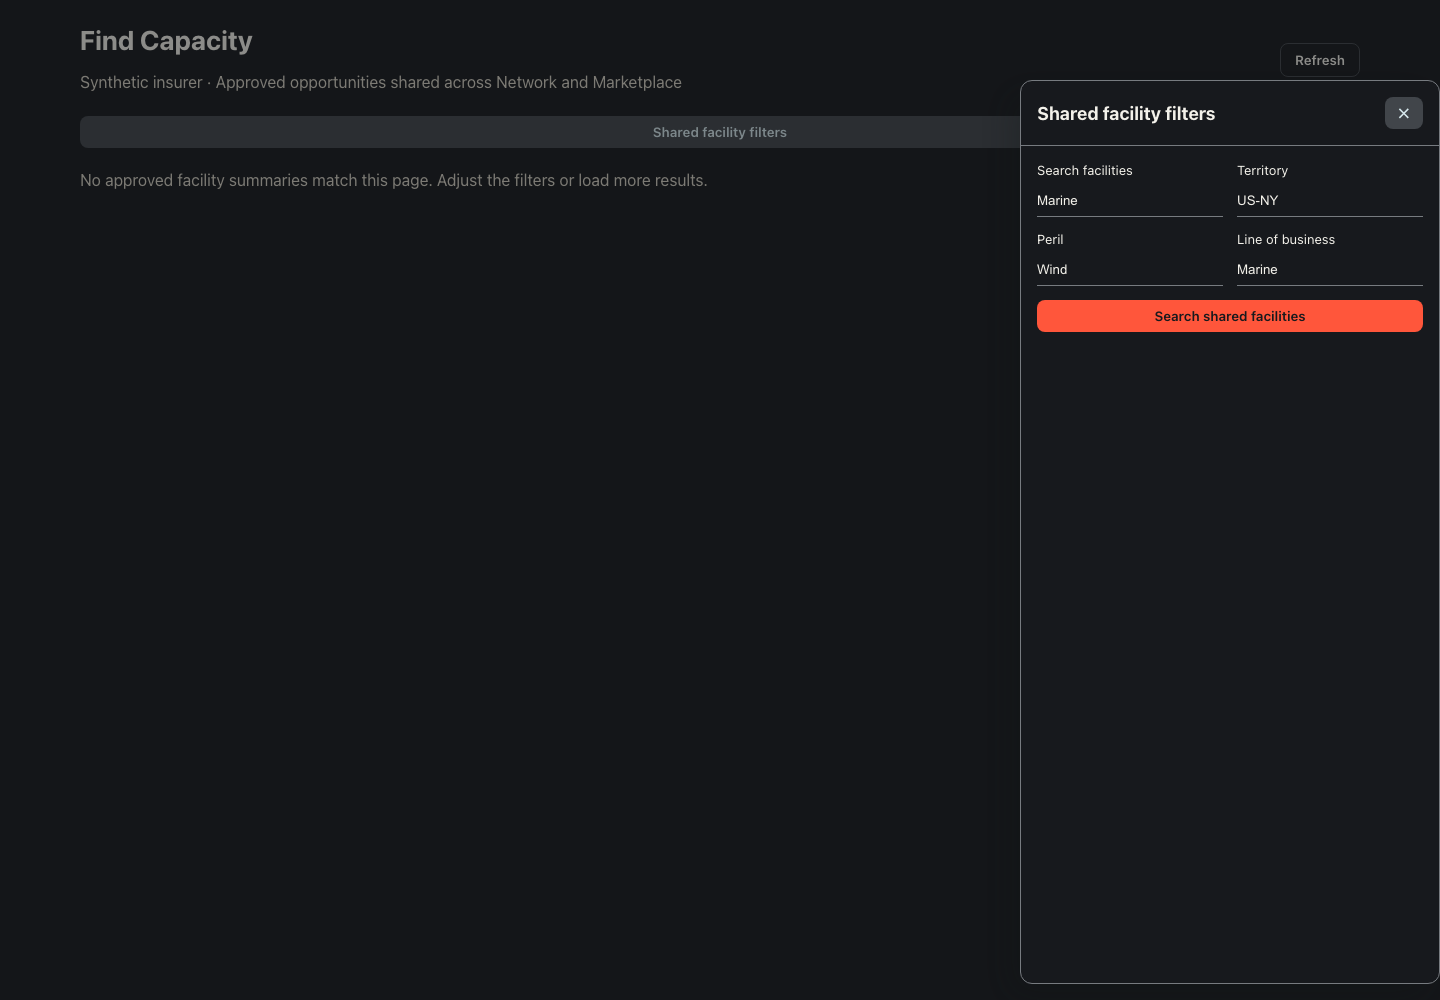 Find Capacity
Refresh
Synthetic insurer · Approved opportunities shared across Network and Marketplace
Shared facility filters
No approved facility summaries match this page. Adjust the filters or load more results.
Shared facility filters
Search facilities
Territory
Marine
US-NY
Peril
Line of business
Wind
Marine
Search shared facilities